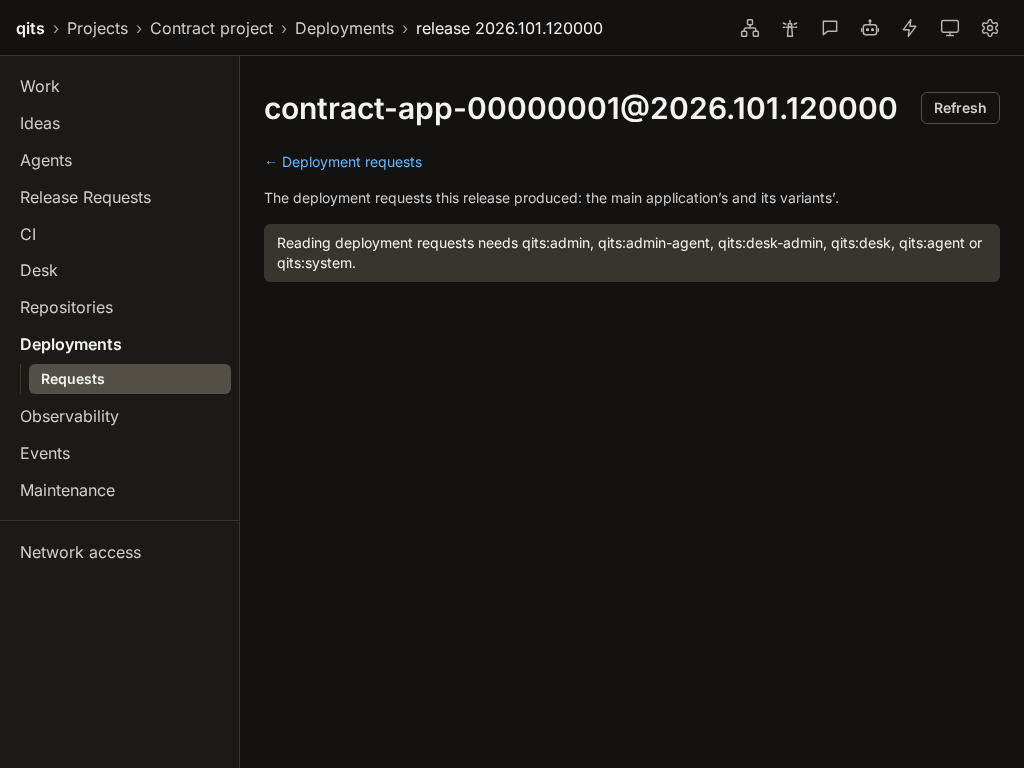 qits › Projects › Contract project › Deployments › release 2026.101.120000
Work
Ideas
Agents
Release Requests
CI
Desk
Repositories
Deployments
Requests
Observability
Events
Maintenance
Network access
contract-app-00000001@2026.101.120000
Refresh
← Deployment requests
The deployment requests this release produced: the main application’s and its variants’.
Reading deployment requests needs qits:admin, qits:admin-agent, qits:desk-admin, qits:desk, qits:agent or
qits:system.